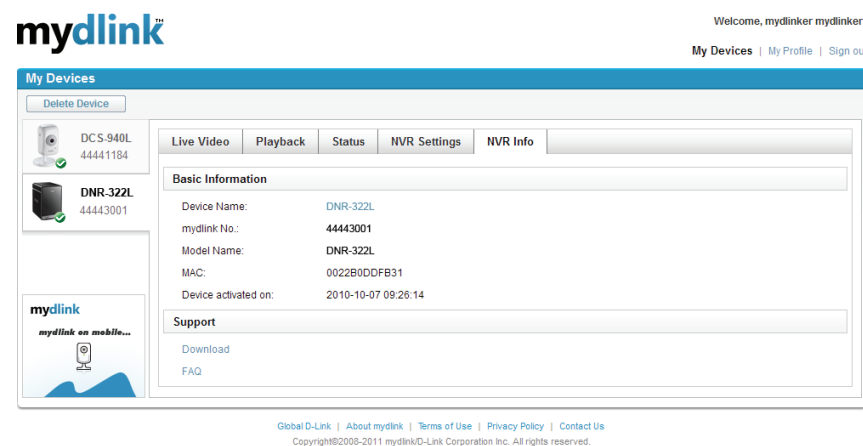 mydlink™
Welcome, mydlinker mydlinker
My Devices | My Profile | Sign ou
My Devices
Delete Device
DCS-940L
44441184
DNR-322L
44443001
Live Video Playback Status NVR Settings NVR Info
Basic Information
Device Name: DNR-322L
mydlink No.: 44443001
Model Name: DNR-322L
MAC: 0022B0DDFB31
Device activated on: 2010-10-07 09:26:14
Support
Download
FAQ
mydlink
mydlink on mobile...
Global D-Link | About mydlink | Terms of Use | Privacy Policy | Contact Us
Copyright©2008-2011 mydlink/D-Link Corporation Inc. All rights reserved.